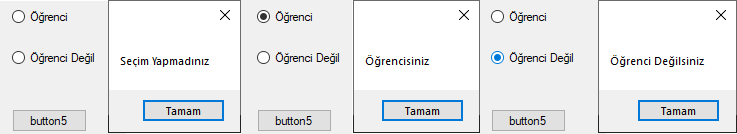 Öğrenci
Seçim Yapmadınız
Öğrenci Değil
Tamam
button5
Öğrenci
Öğrencisiniz
Öğrenci Değil
Tamam
button5
Öğrenci
Öğrenci Değilsiniz
Öğrenci Değil
Tamam
button5